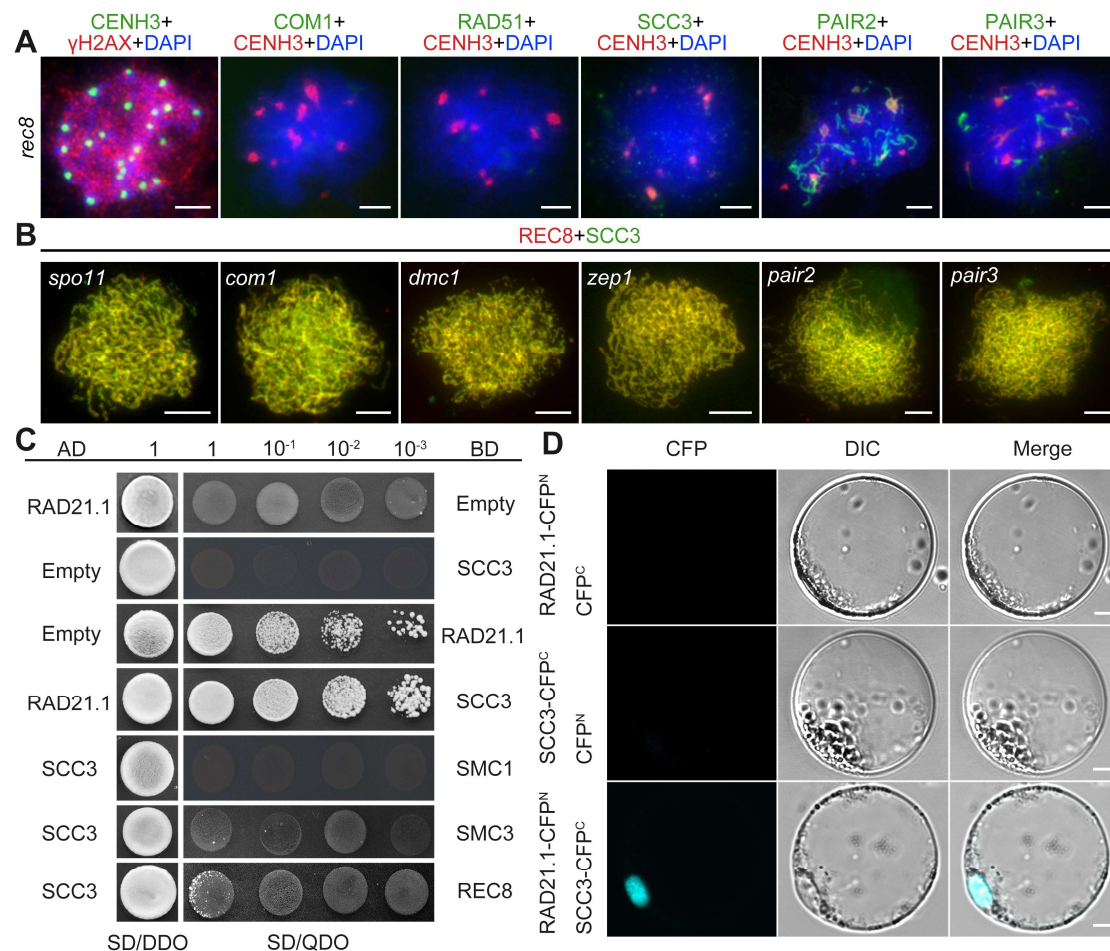 A
CENH3+ γH2AX+DAPI
COM1+ CENH3+DAPI
RAD51+ CENH3+DAPI
SCC3+ CENH3+DAPI
PAIR2+ CENH3+DAPI
PAIR3+ CENH3+DAPI
rec8
B
REC8+SCC3
spo11 com1 dmc1 zep1 pair2 pair3
C
AD 1 1 10⁻¹ 10⁻² 10⁻³ BD
RAD21.1 Empty
Empty SCC3
Empty RAD21.1
RAD21.1 SCC3
SCC3 SMC1
SCC3 SMC3
SCC3 REC8
SD/DDO SD/QDO
D
CFP DIC Merge
RAD21.1-CFPᴺ
CFPᶜ
SCC3-CFPᶜ
CFPᴺ
RAD21.1-CFPᴺ
SCC3-CFPᶜ